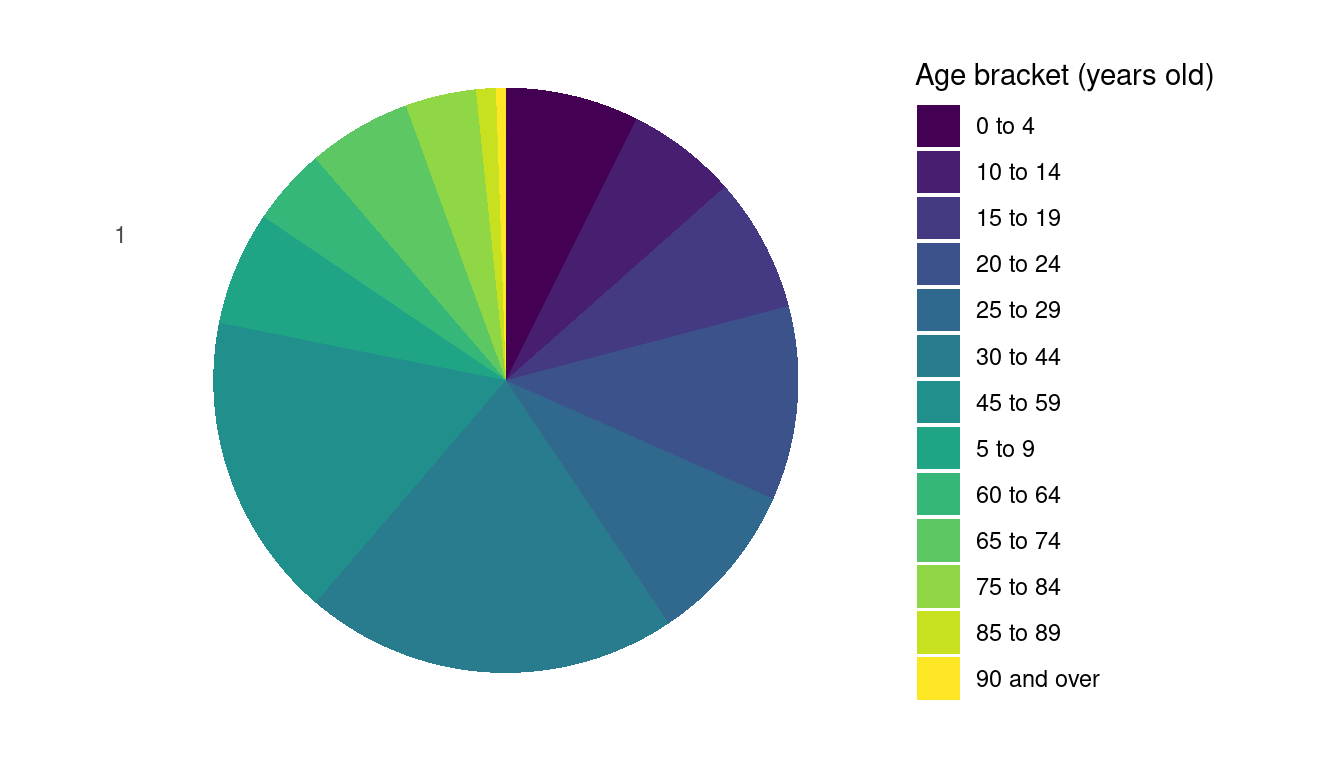 Age bracket (years old)
0 to 4
10 to 14
15 to 19
20 to 24
25 to 29
30 to 44
45 to 59
5 to 9
60 to 64
65 to 74
75 to 84
85 to 89
90 and over
1